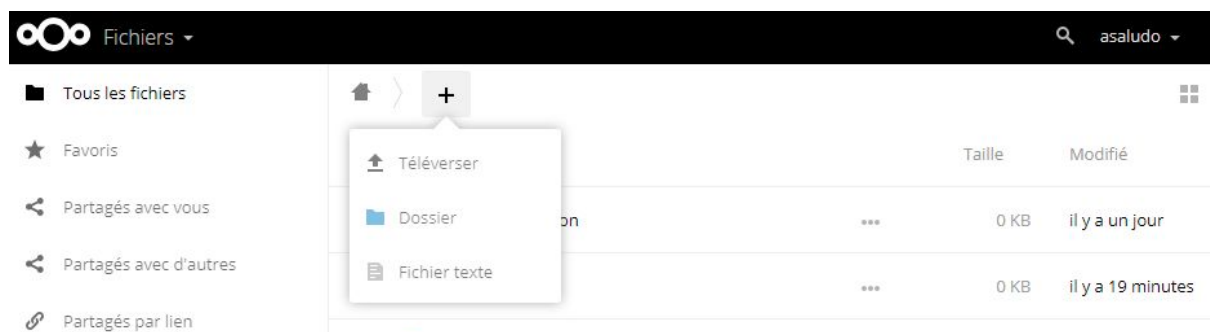 Fichiers
asaludo
Tous les fichiers
+
Favoris
Téléverser
Taille
Modifié
Partagés avec vous
Dossier
on
0 KB
il y a un jour
Partagés avec d'autres
Fichier texte
0 KB
il y a 19 minutes
Partagés par lien